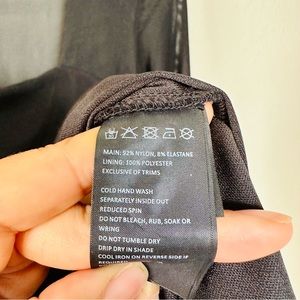 MAIN: 92% NYLON, 8% ELASTANE
LINING: 100% POLYESTER
EXCLUSIVE OF TRIMS
COLD HAND WASH
SEPARATELY INSIDE OUT
REDUCED SPIN
DO NOT BLEACH, RUB, SOAK OR
WRING
DO NOT TUMBLE DRY
DRIP DRY IN SHADE
COOL IRON ON REVERSE SIDE IF